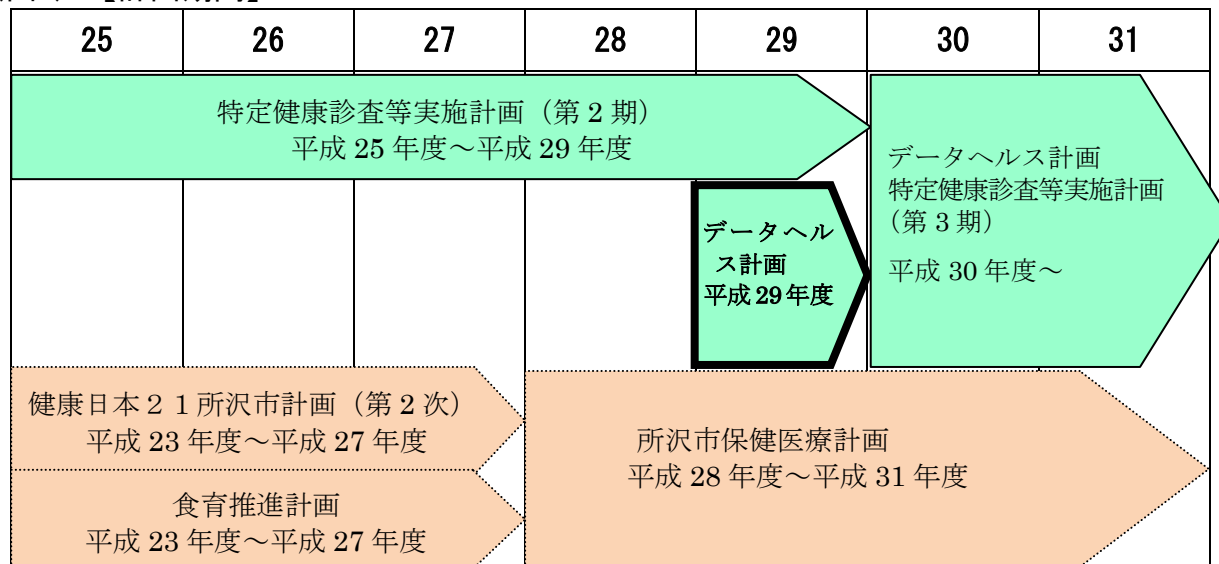 25 26 27 28 29 30 31
特定健康診査等実施計画（第２期）
平成 25 年度～平成 29 年度
データヘルス計画
特定健康診査等実施計画
（第３期）
平成 30 年度～
データヘル
ス計画
平成29年度
健康日本２１所沢市計画（第２次）
平成 23 年度～平成 27 年度
所沢市保健医療計画
平成 28 年度～平成 31 年度
食育推進計画
平成 23 年度～平成 27 年度